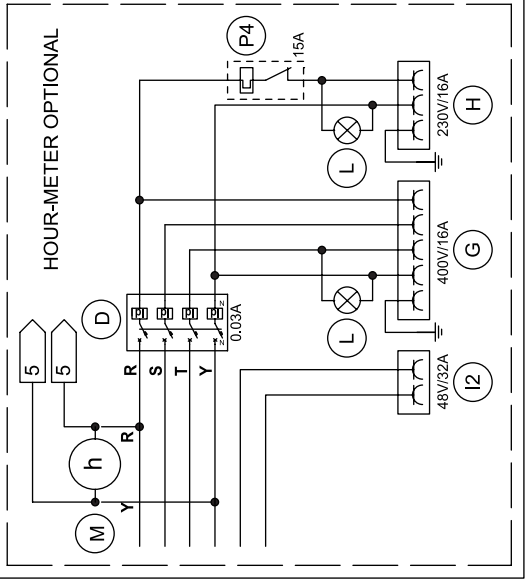 HOUR-METER OPTIONAL
P4
15A
5
5
D
R
S
T
Y
N
N
0.03A
R
Y
h
M
L
L
230V/16A
H
400V/16A
G
48V/32A
I2